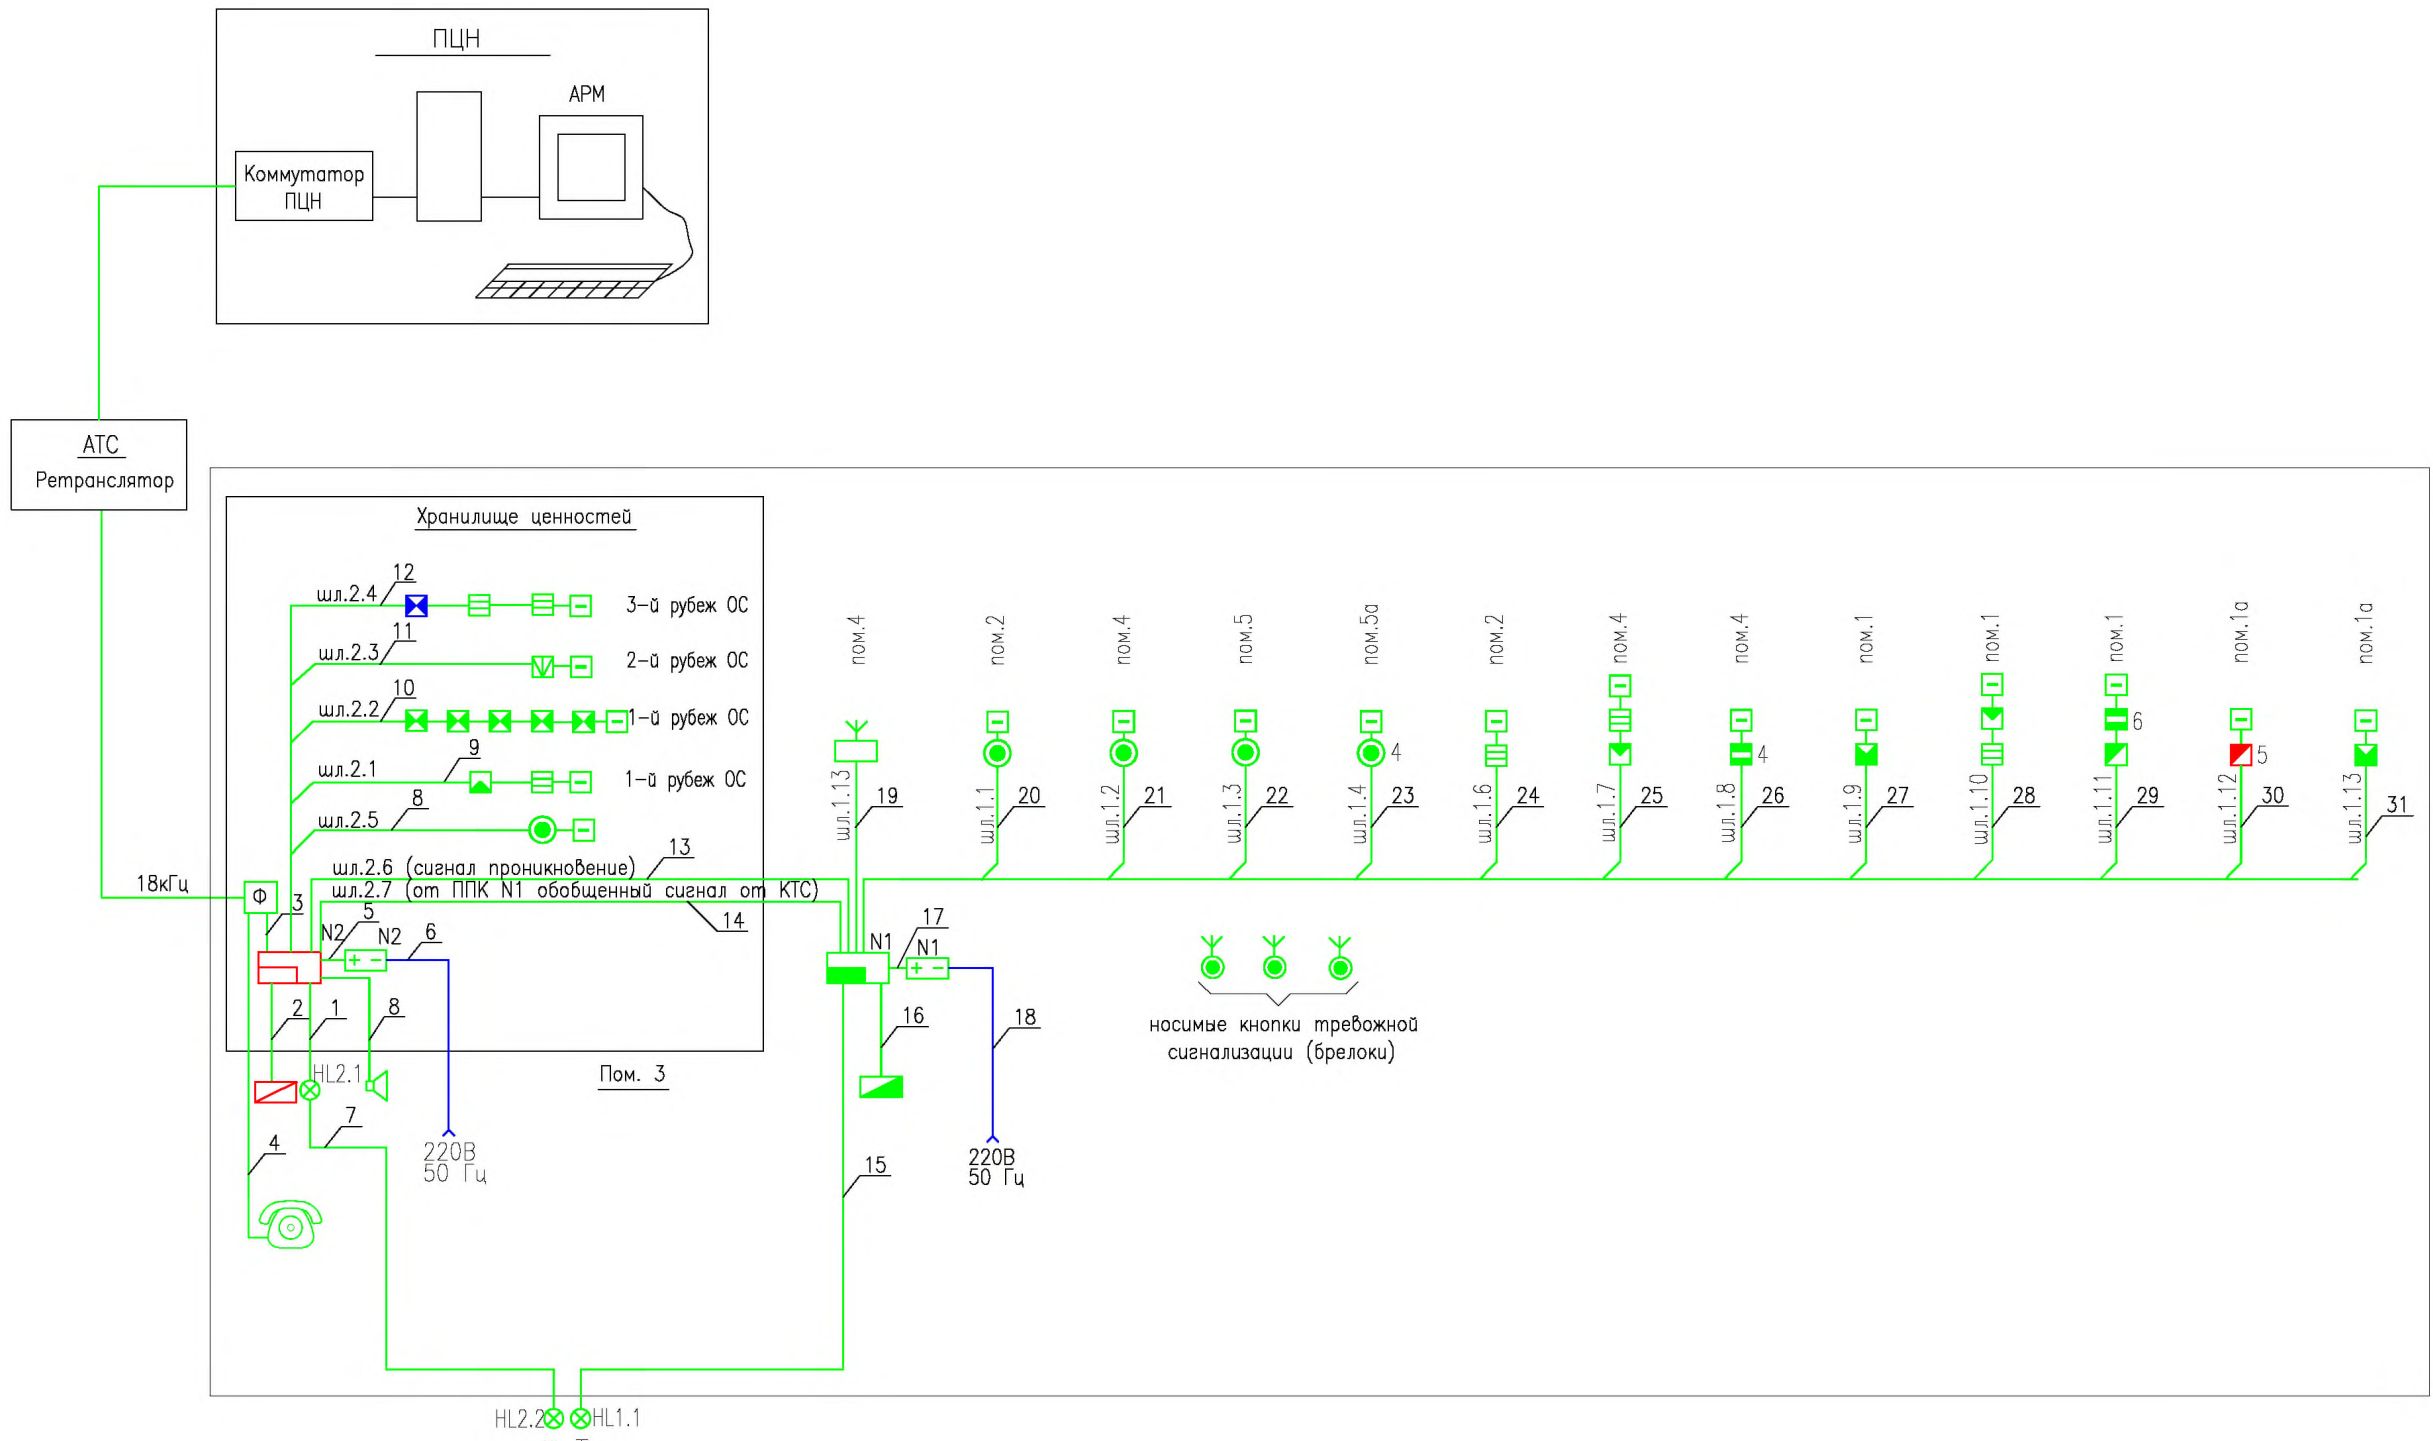 ПЦН
АРМ
Коммутатор
ПЦН
АТС
Ретранслятор
Хранилище ценностей
12
шл.2.4
3-й рубеж ОС
11
шл.2.3
2-й рубеж ОС
10
шл.2.2
1-й рубеж ОС
9
шл.2.1
1-й рубеж ОС
8
шл.2.5
13
шл.2.6 (сигнал проникновение)
шл.2.7 (от ППК N1 обобщенный сигнал от КТС)
14
18кГц
Ф
3
5
N2
N2
6
2
1
8
HL2.1
Пом. 3
7
4
220В
50 Гц
пом.4
пом.2
пом.4
пом.5
пом.5а
пом.2
пом.4
пом.4
пом.1
пом.1
пом.1
пом.1а
пом.1а
4
4
6
5
шл.1.13
19
шл.1.1
20
шл.1.2
21
шл.1.3
22
шл.1.4
23
шл.1.6
24
шл.1.7
25
шл.1.8
26
шл.1.9
27
шл.1.10
28
шл.1.11
29
шл.1.12
30
шл.1.13
31
17
N1
N1
16
18
220В
50 Гц
15
носимые кнопки тревожной
сигнализации (брелоки)
HL2.2
HL1.1